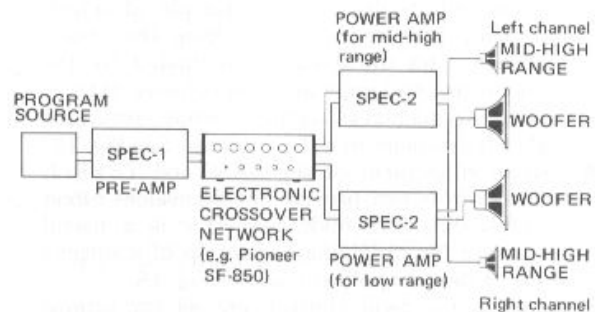 POWER AMP
(for mid-high
range)
Left channel
MID-HIGH
RANGE
SPEC-2
PROGRAM
SOURCE
WOOFER
SPEC-1
PRE-AMP
ELECTRONIC
CROSSOVER
NETWORK
(e.g. Pioneer
SF-850)
SPEC-2
POWER AMP
(for low range)
WOOFER
MID-HIGH
RANGE
Right channel